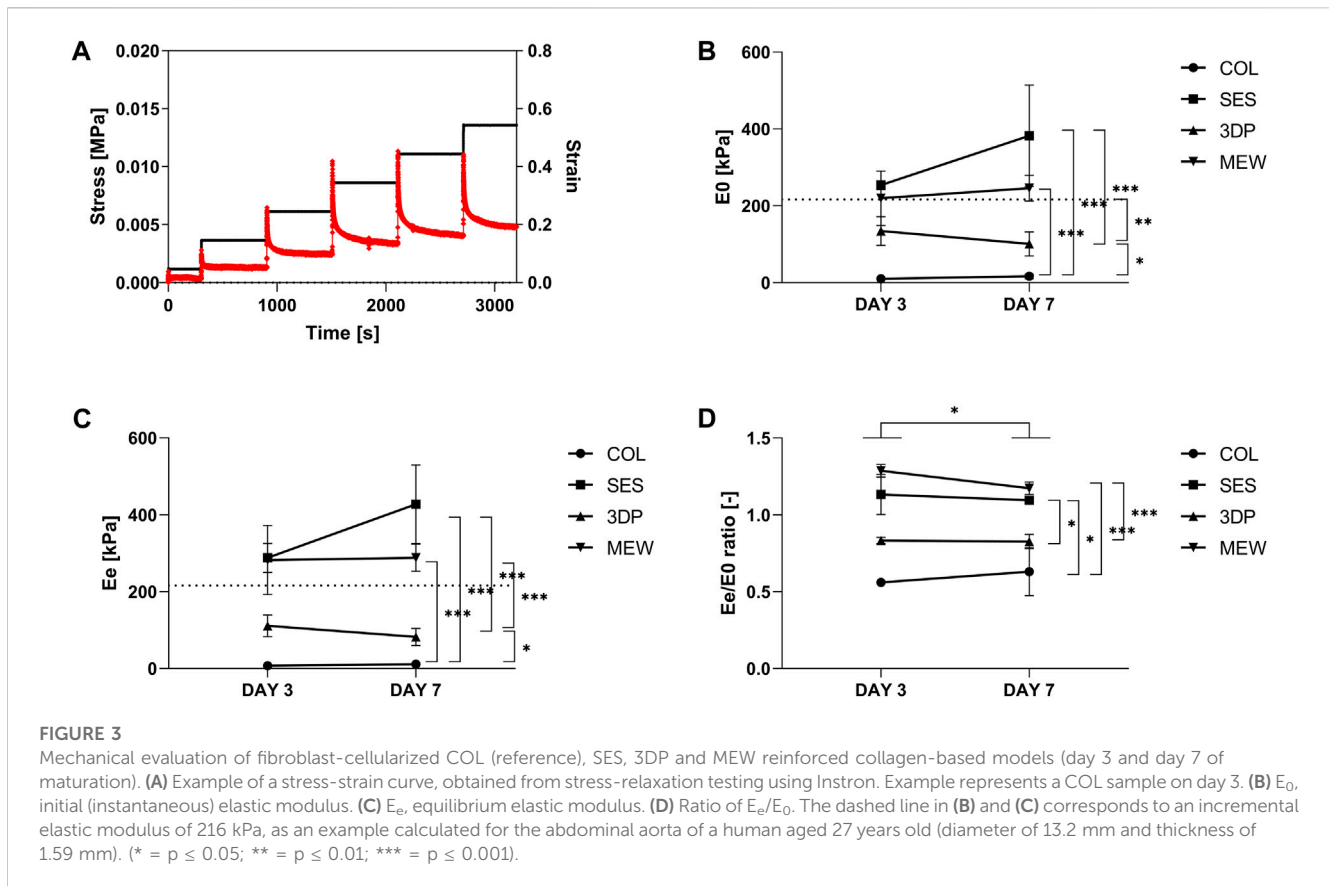 A
Stress [MPa]
0.020
0.015
0.010
0.005
0.000
0.8
0.6
0.4
0.2
0.0
Strain
0 1000 2000 3000
Time [s]
B
E0 [kPa]
600
400
200
0
DAY 3 DAY 7
COL
SES
3DP
MEW
***
***
***
**
*
***
C
Ee [kPa]
600
400
200
0
DAY 3 DAY 7
COL
SES
3DP
MEW
***
***
***
***
*
D
Ee/E0 ratio [-]
1.5
1.0
0.5
0.0
DAY 3 DAY 7
*
COL
SES
3DP
MEW
*
*
***
***
FIGURE 3
Mechanical evaluation of fibroblast-cellularized COL (reference), SES, 3DP and MEW reinforced collagen-based models (day 3 and day 7 of
maturation). (A) Example of a stress-strain curve, obtained from stress-relaxation testing using Instron. Example represents a COL sample on day 3. (B) E0,
initial (instantaneous) elastic modulus. (C) Ee, equilibrium elastic modulus. (D) Ratio of Ee/E0. The dashed line in (B) and (C) corresponds to an incremental
elastic modulus of 216 kPa, as an example calculated for the abdominal aorta of a human aged 27 years old (diameter of 13.2 mm and thickness of
1.59 mm). (* = p ≤ 0.05; ** = p ≤ 0.01; *** = p ≤ 0.001).